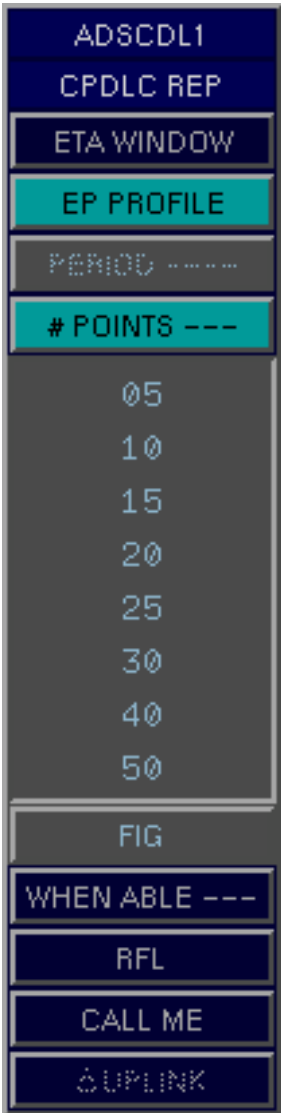 ADSCDL1
CPDLC REP
ETA WINDOW
EP PROFILE
PERIOD ----
# POINTS ---
05
10
15
20
25
30
40
50
FIG
WHEN ABLE ---
RFL
CALL ME
△ UPLINK